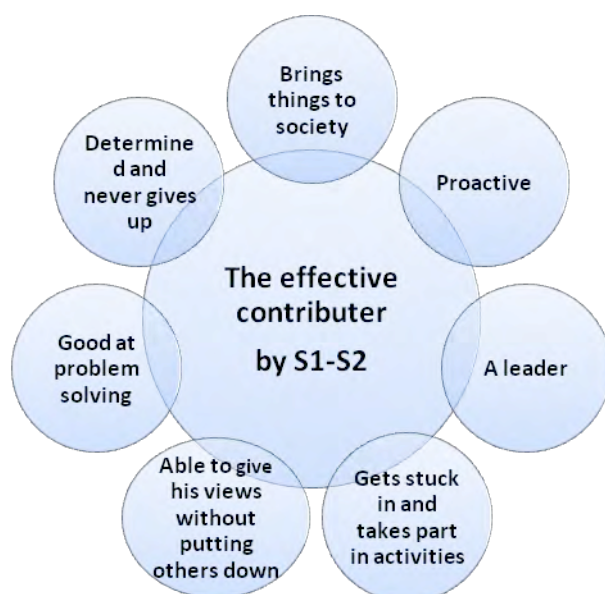 The effective
contributer
by S1-S2
Brings
things to
society
Proactive
A leader
Gets stuck
in and
takes part
in activities
Able to give
his views
without
putting
others down
Good at
problem
solving
Determine
d and
never gives
up